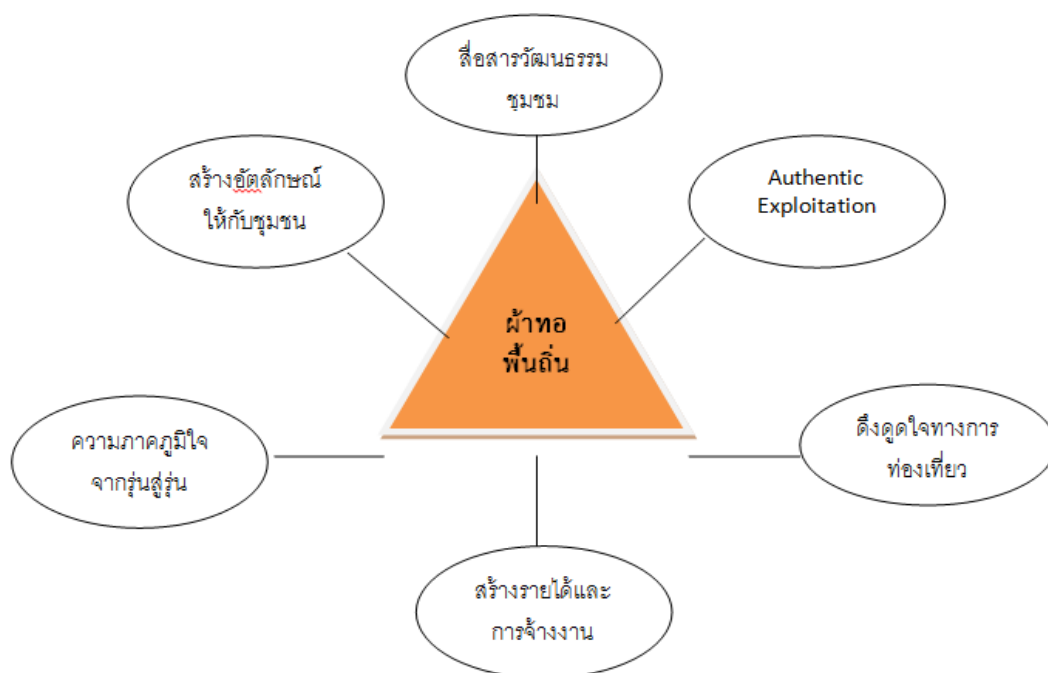 สื่อสารวัฒนธรรม
ชุมชม
สร้างอัตลักษณ์
ให้กับชุมชน
Authentic
Exploitation
ผ้าทอ
พื้นถิ่น
ความภาคภูมิใจ
จากรุ่นสู่รุ่น
ดึงดูดใจทางการ
ท่องเที่ยว
สร้างรายได้และ
การจ้างงาน